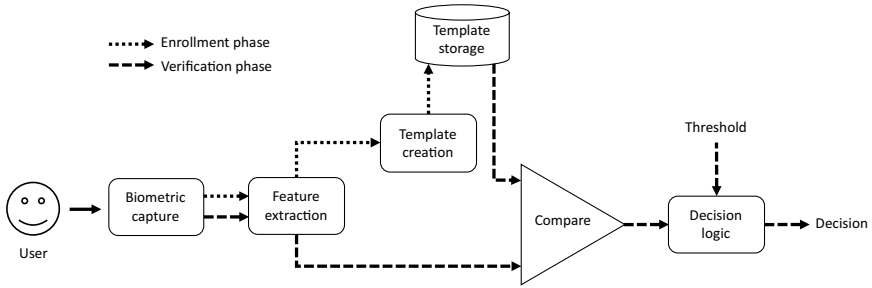 Enrollment phase
Verification phase
Template
storage
Template
creation
Threshold
User
Biometric
capture
Feature
extraction
Compare
Decision
logic
Decision